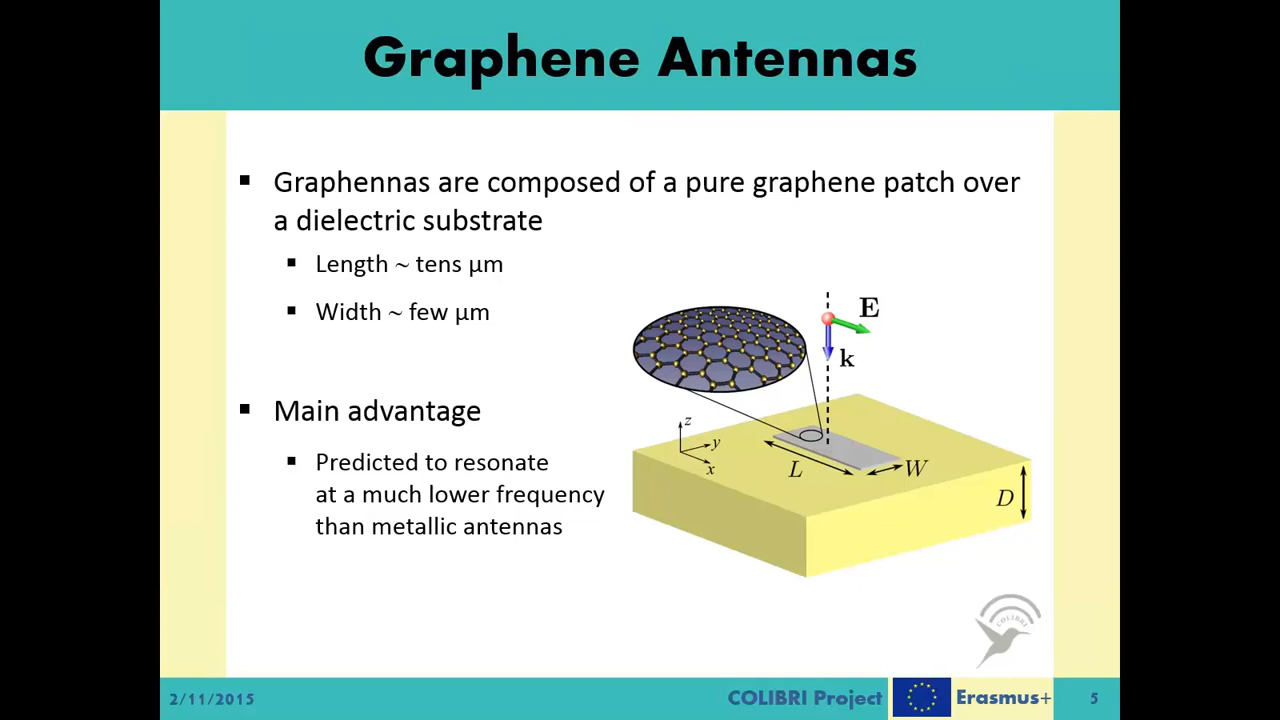 Graphene Antennas
▪ Graphennas are composed of a pure graphene patch over
a dielectric substrate
▪ Length ~ tens µm
▪ Width ~ few µm
E
k
▪ Main advantage
▪ Predicted to resonate
at a much lower frequency
than metallic antennas
z
y
x
L
W
D
COLIBRI
2/11/2015
COLIBRI Project
Erasmus+
5